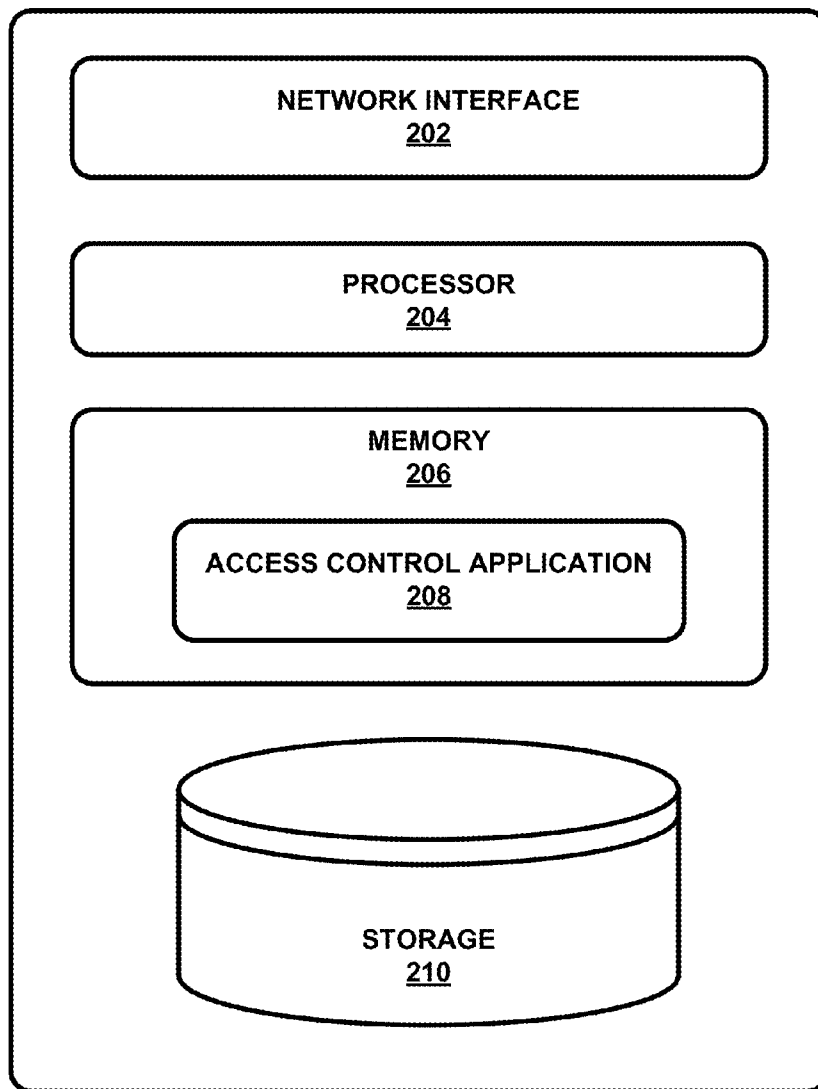 NETWORK INTERFACE
202
PROCESSOR
204
MEMORY
206
ACCESS CONTROL APPLICATION
208
STORAGE
210